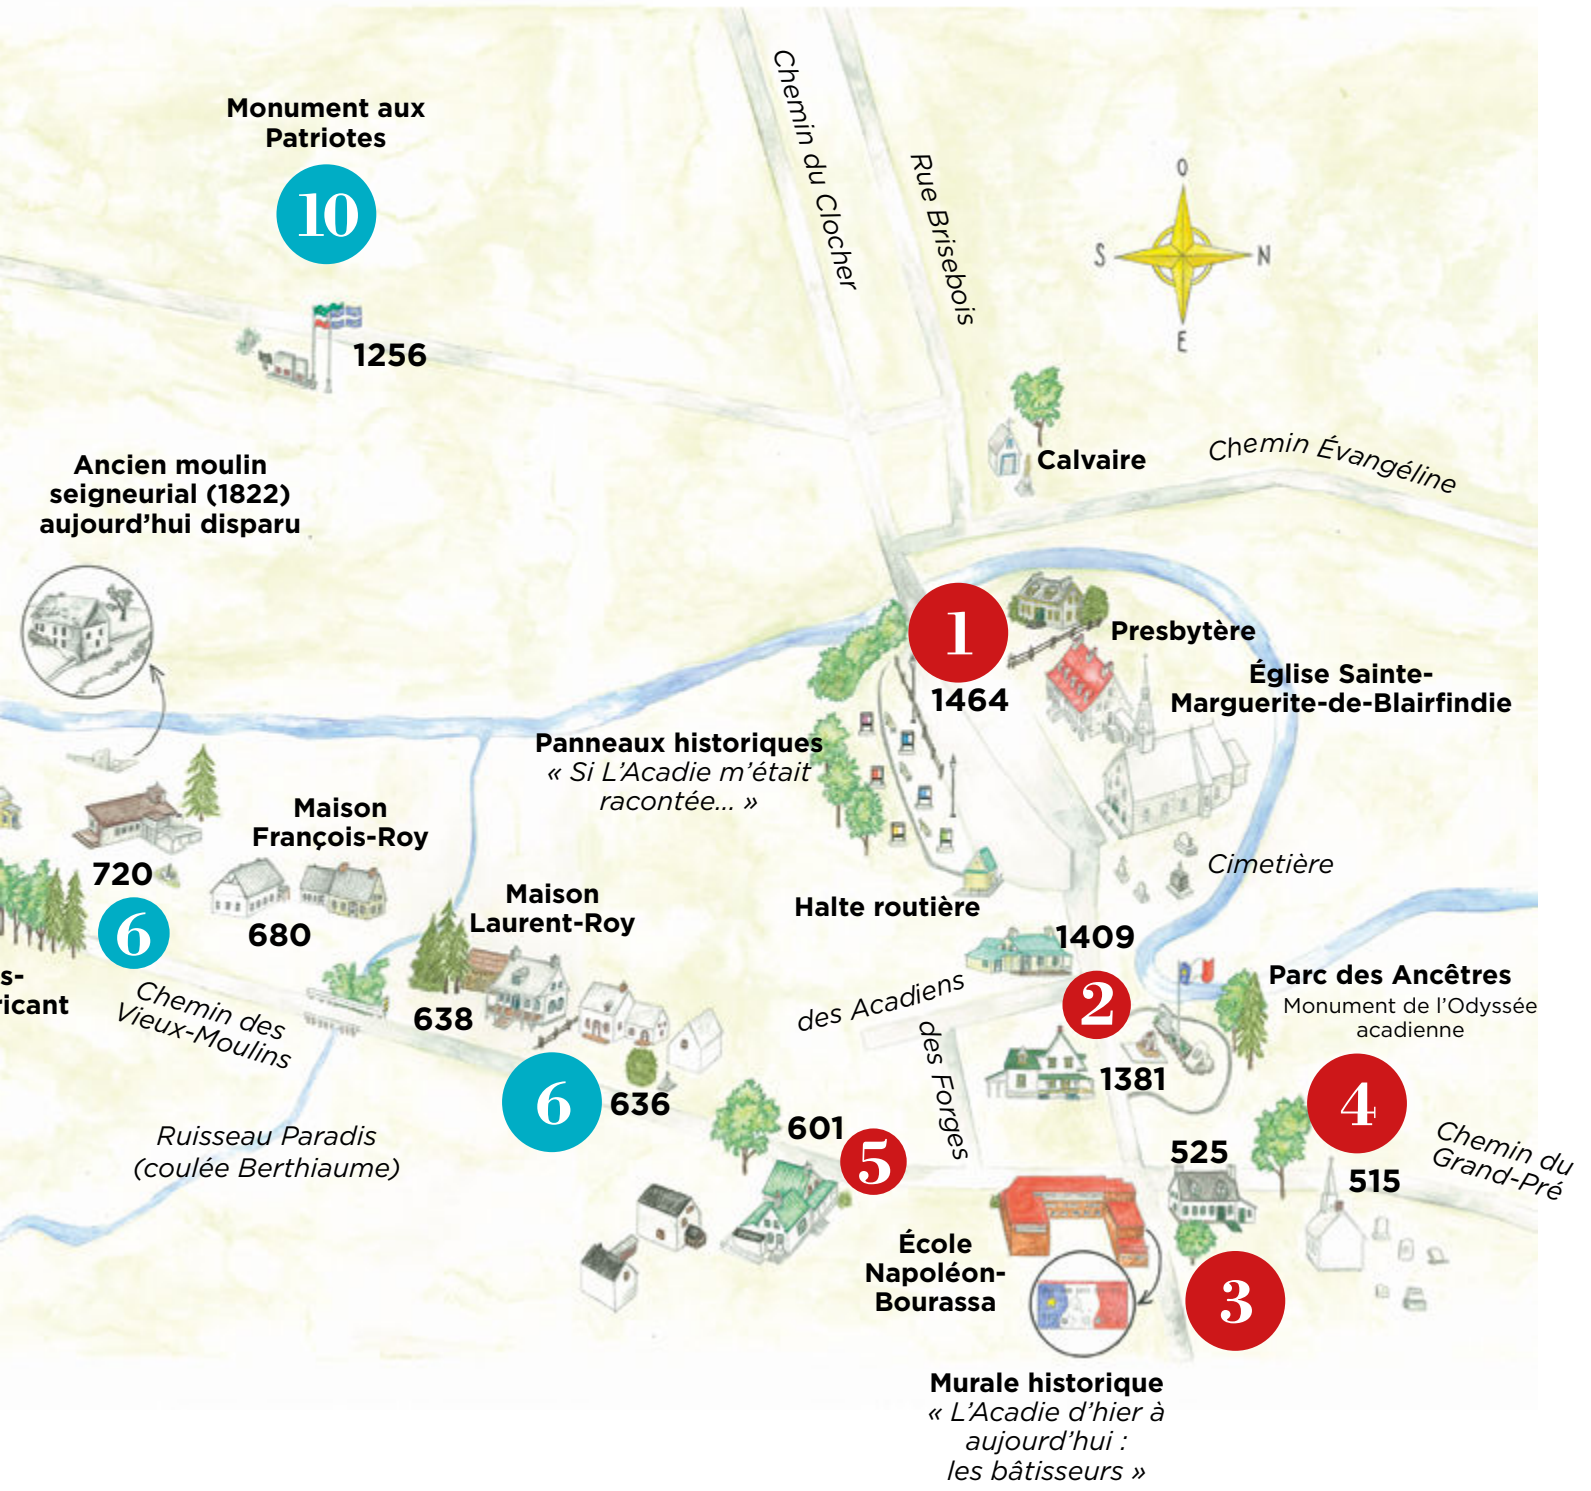 Monument aux
Patriotes
10
1256
Chemin du Clocher
Rue Brisebois
O
S
N
E
Calvaire
Chemin Évangéline
Ancien moulin
seigneurial (1822)
aujourd'hui disparu
1
1464
Presbytère
Église Sainte-
Marguerite-de-Blairfindie
Panneaux historiques
« Si L'Acadie m'était
racontée... »
Maison
François-Roy
720
6
680
Maison
Laurent-Roy
Cimetière
Halte routière
1409
s-
ricant
Chemin des
Vieux-Moulins
638
des Acadiens
2
Parc des Ancêtres
Monument de l'Odyssée
acadienne
des Forges
1381
6
636
4
Ruisseau Paradis
(coulée Berthiaume)
601
5
525
515
Chemin du
Grand-Pré
École
Napoléon-
Bourassa
3
Murale historique
« L'Acadie d'hier à
aujourd'hui :
les bâtisseurs »